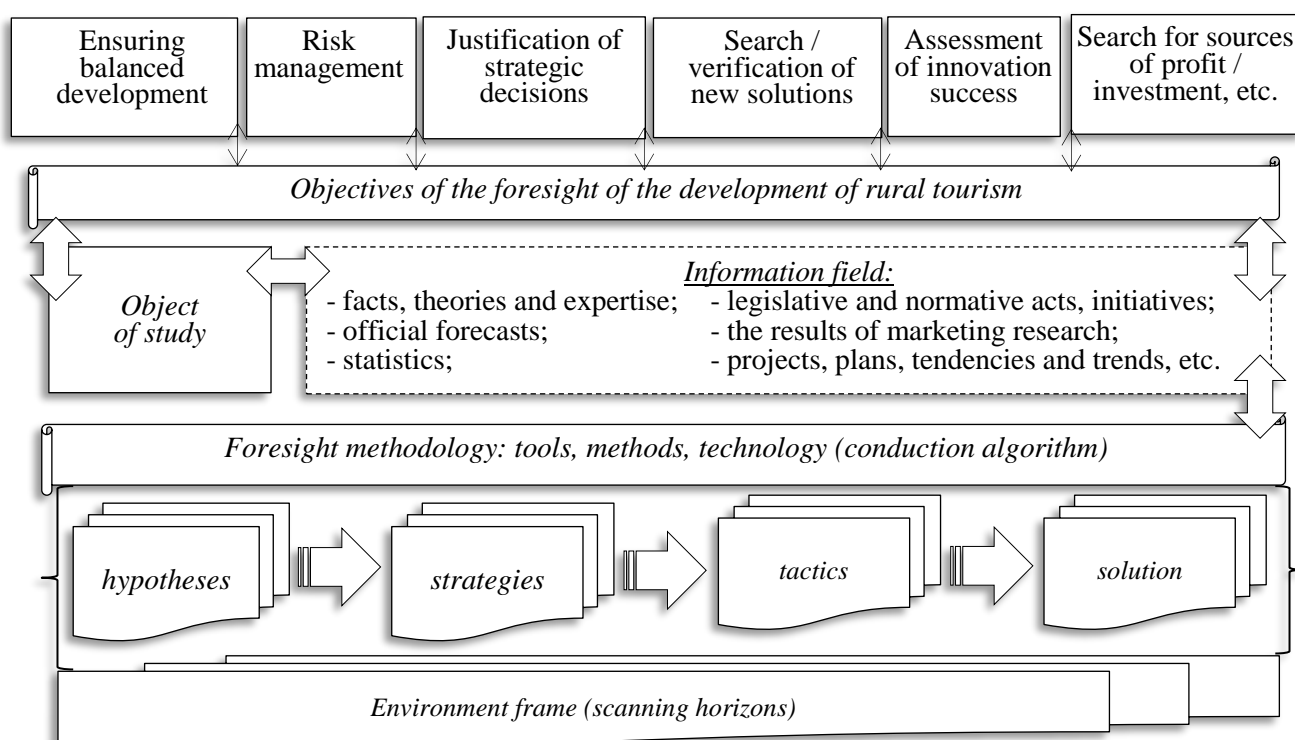 Ensuring
balanced
development
Risk
management
Justification of
strategic
decisions
Search /
verification of
new solutions
Assessment
of innovation
success
Search for sources
of profit /
investment, etc.
Objectives of the foresight of the development of rural tourism
Object
of study
Information field:
- facts, theories and expertise;
- official forecasts;
- statistics;
- legislative and normative acts, initiatives;
- the results of marketing research;
- projects, plans, tendencies and trends, etc.
Foresight methodology: tools, methods, technology (conduction algorithm)
hypotheses
strategies
tactics
solution
Environment frame (scanning horizons)